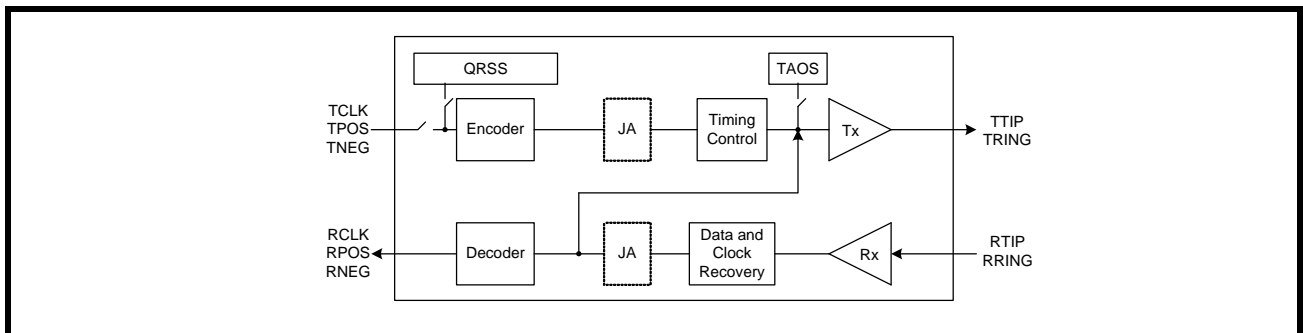 QRSS
TAOS
TCLK
TPOS
TNEG
Encoder
JA
Timing
Control
Tx
TTIP
TRING
RCLK
RPOS
RNEG
Decoder
JA
Data and
Clock
Recovery
Rx
RTIP
RRING